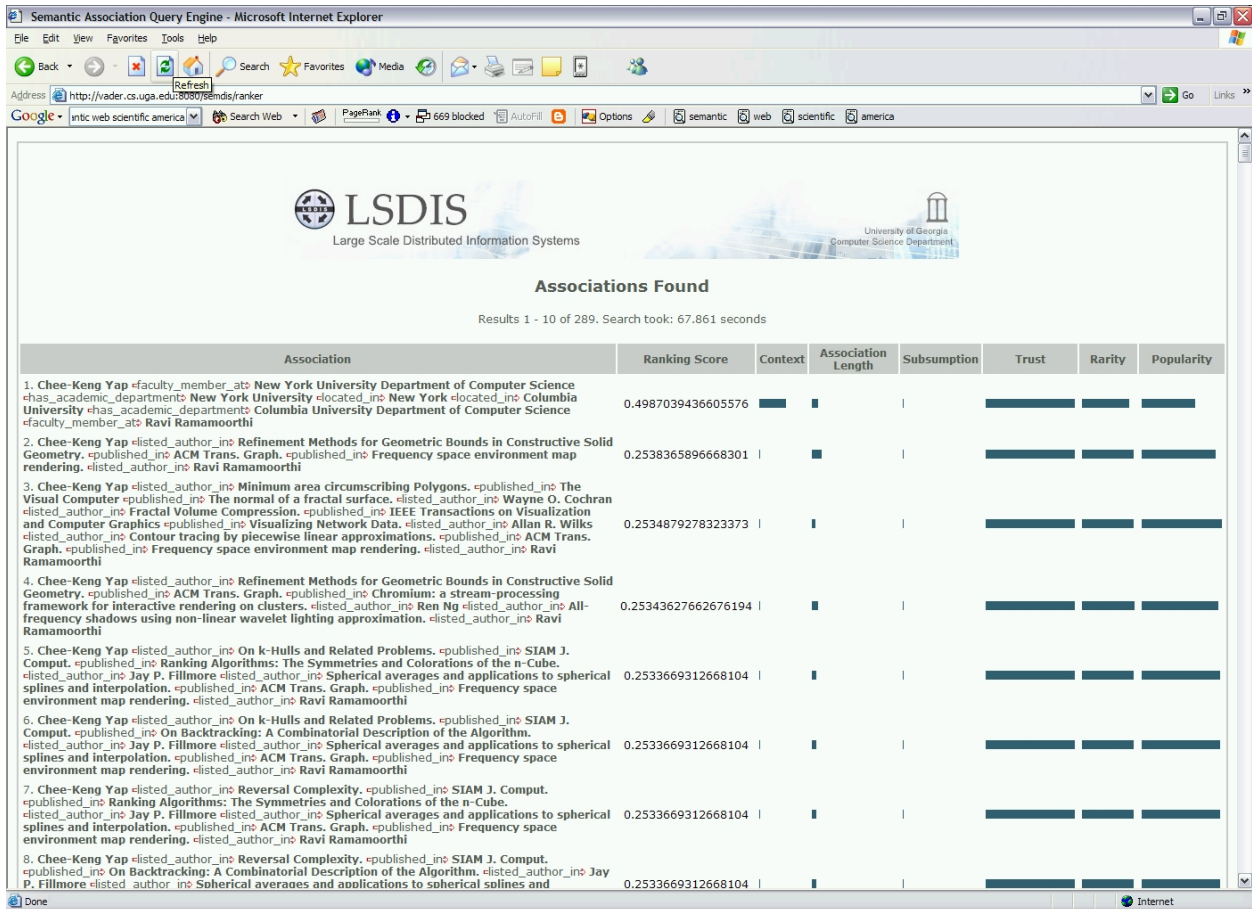 Semantic Association Query Engine - Microsoft Internet Explorer
File Edit View Favorites Tools Help
Back Search Favorites Media
Refresh
Address http://vader.cs.uga.edu:8080/semdis/ranker Go Links »
Google ntic web scientific america Search Web PageRank 669 blocked AutoFill Options semantic web scientific america
LSDIS
Large Scale Distributed Information Systems
University of Georgia
Computer Science Department
Associations Found
Results 1 - 10 of 289. Search took: 67.861 seconds
Association Ranking Score Context Association Length Subsumption Trust Rarity Popularity
1. Chee-Keng Yap faculty_member_at New York University Department of Computer Science
has_academic_department New York University located_in New York located_in Columbia
University has_academic_department Columbia University Department of Computer Science
faculty_member_at Ravi Ramamoorthi
0.4987039436605576
2. Chee-Keng Yap listed_author_in Refinement Methods for Geometric Bounds in Constructive Solid
Geometry. published_in ACM Trans. Graph. published_in Frequency space environment map
rendering. listed_author_in Ravi Ramamoorthi
0.2538365896668301
3. Chee-Keng Yap listed_author_in Minimum area circumscribing Polygons. published_in The
Visual Computer published_in The normal of a fractal surface. listed_author_in Wayne O. Cochran
listed_author_in Fractal Volume Compression. published_in IEEE Transactions on Visualization
and Computer Graphics published_in Visualizing Network Data. listed_author_in Allan R. Wilks
listed_author_in Contour tracing by piecewise linear approximations. published_in ACM Trans.
Graph. published_in Frequency space environment map rendering. listed_author_in Ravi
Ramamoorthi
0.2534879278323373
4. Chee-Keng Yap listed_author_in Refinement Methods for Geometric Bounds in Constructive Solid
Geometry. published_in ACM Trans. Graph. published_in Chromium: a stream-processing
framework for interactive rendering on clusters. listed_author_in Ren Ng listed_author_in All-
frequency shadows using non-linear wavelet lighting approximation. listed_author_in Ravi
Ramamoorthi
0.25343627662676194
5. Chee-Keng Yap listed_author_in On k-Hulls and Related Problems. published_in SIAM J.
Comput. published_in Ranking Algorithms: The Symmetries and Colorations of the n-Cube.
listed_author_in Jay P. Fillmore listed_author_in Spherical averages and applications to spherical
splines and interpolation. published_in ACM Trans. Graph. published_in Frequency space
environment map rendering. listed_author_in Ravi Ramamoorthi
0.2533669312668104
6. Chee-Keng Yap listed_author_in On k-Hulls and Related Problems. published_in SIAM J.
Comput. published_in On Backtracking: A Combinatorial Description of the Algorithm.
listed_author_in Jay P. Fillmore listed_author_in Spherical averages and applications to spherical
splines and interpolation. published_in ACM Trans. Graph. published_in Frequency space
environment map rendering. listed_author_in Ravi Ramamoorthi
0.2533669312668104
7. Chee-Keng Yap listed_author_in Reversal Complexity. published_in SIAM J. Comput.
published_in Ranking Algorithms: The Symmetries and Colorations of the n-Cube.
listed_author_in Jay P. Fillmore listed_author_in Spherical averages and applications to spherical
splines and interpolation. published_in ACM Trans. Graph. published_in Frequency space
environment map rendering. listed_author_in Ravi Ramamoorthi
0.2533669312668104
8. Chee-Keng Yap listed_author_in Reversal Complexity. published_in SIAM J. Comput.
published_in On Backtracking: A Combinatorial Description of the Algorithm. listed_author_in Jay
P. Fillmore listed_author_in Spherical averages and applications to spherical splines and
0.2533669312668104
Done Internet